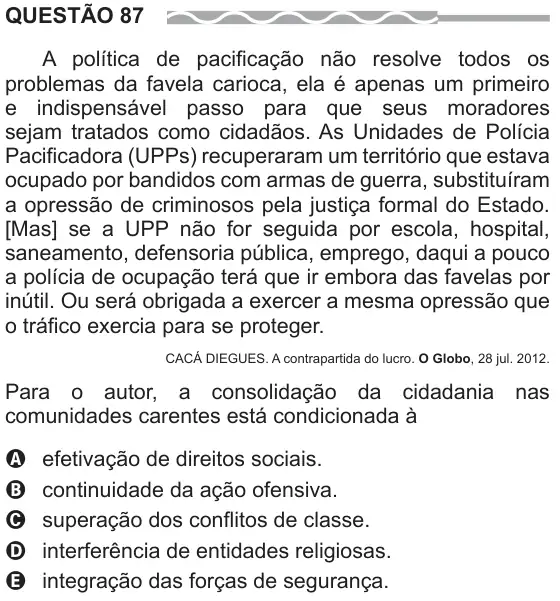 QUESTÃO 87
A política de pacificação não resolve todos os
problemas da favela carioca, ela é apenas um primeiro
e indispensável passo para que seus moradores
sejam tratados como cidadãos. As Unidades de Polícia
Pacificadora (UPPs) recuperaram um território que estava
ocupado por bandidos com armas de guerra, substituíram
a opressão de criminosos pela justiça formal do Estado.
[Mas] se a UPP não for seguida por escola, hospital,
saneamento, defensoria pública, emprego, daqui a pouco
a polícia de ocupação terá que ir embora das favelas por
inútil. Ou será obrigada a exercer a mesma opressão que
o tráfico exercia para se proteger.
CACÁ DIEGUES. A contrapartida do lucro. O Globo, 28 jul. 2012.
Para o autor, a consolidação da cidadania nas
comunidades carentes está condicionada à
A efetivação de direitos sociais.
B continuidade da ação ofensiva.
C superação dos conflitos de classe.
D interferência de entidades religiosas.
E integração das forças de segurança.